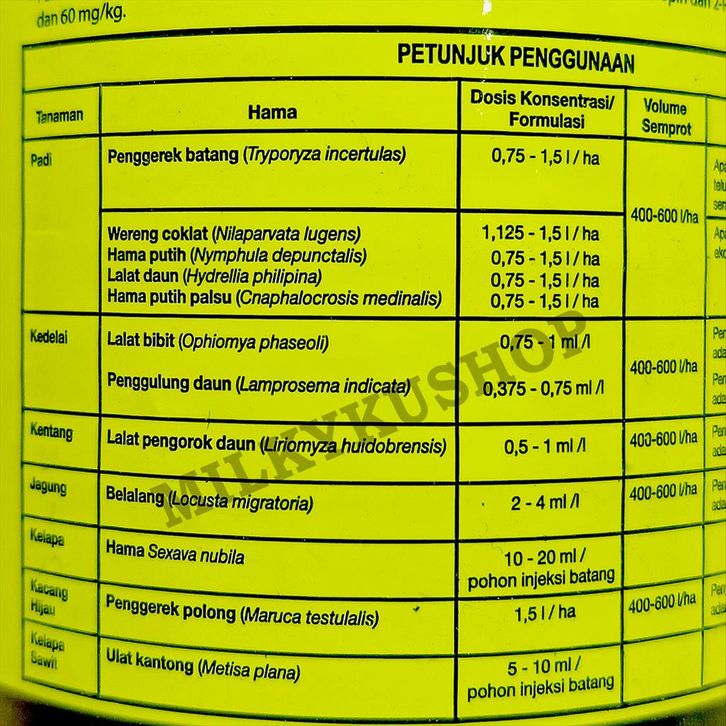 dan 60 mg/kg.
PETUNJUK PENGGUNAAN
Tanaman
Hama
Dosis Konsentrasi/
Formulasi
Volume
Semprot
Padi
Penggerek batang (Tryporyza incertulas)
0,75 - 1,5 l / ha
400-600 l/ha
Wereng coklat (Nilaparvata lugens)
1,125 - 1,5 l / ha
Hama putih (Nymphula depunctalis)
0,75 - 1,5 l / ha
Lalat daun (Hydrellia philipina)
0,75 - 1,5 l / ha
Hama putih palsu (Cnaphalocrosis medinalis)
0,75 - 1,5 l / ha
Kedelai
Lalat bibit (Ophiomya phaseoli)
0,75 - 1 ml /l
400-600 l/ha
Penggulung daun (Lamprosema indicata)
0,375 - 0,75 ml /l
Kentang
Lalat pengorok daun (Liriomyza huidobrensis)
0,5 - 1 ml /l
400-600 l/ha
Jagung
Belalang (Locusta migratoria)
2 - 4 ml /l
400-600 l/ha
Kelapa
Hama Sexava nubila
10 - 20 ml /
pohon injeksi batang
Kacang
Hijau
Penggerek polong (Maruca testulalis)
1,5 l / ha
400-600 l/ha
Kelapa
Sawit
Ulat kantong (Metisa plana)
5 - 10 ml /
pohon injeksi batang
MILKYKUSHOP